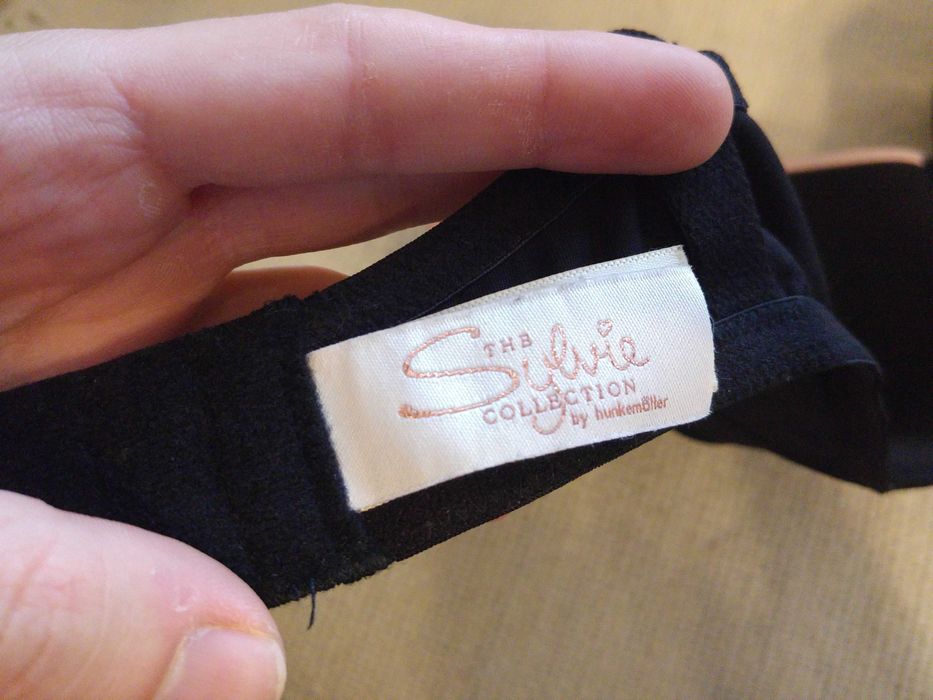 THE
Sylvie
COLLECTION
by hunkemöller